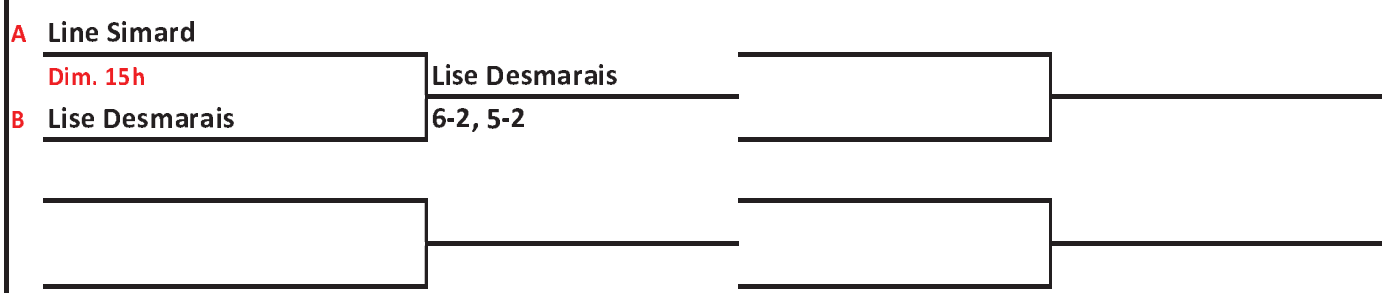 A Line Simard
Dim. 15h
Lise Desmarais
B Lise Desmarais
6-2, 5-2